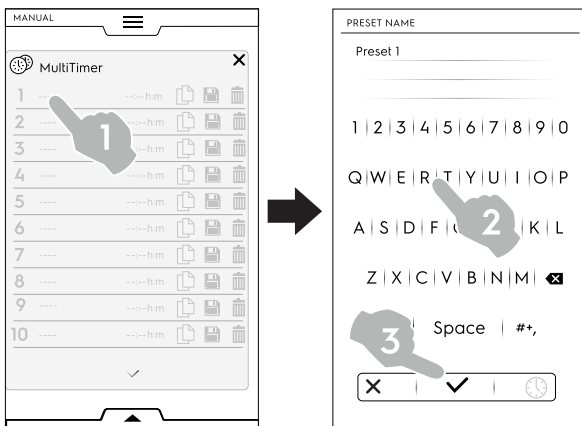 MANUAL
MultiTimer
1 ---- --:--h:m
2 ---- --:--h:m
3 ---- --:--h:m
4 ---- --:--h:m
5 ---- --:--h:m
6 ---- --:--h:m
7 ---- --:--h:m
8 ---- --:--h:m
9 ---- --:--h:m
10 ---- --:--h:m
1
PRESET NAME
Preset 1
1 2 3 4 5 6 7 8 9 0
Q W E R T Y U I O P
A S D F K L
2
Z X C V B N M
Space #+,
3